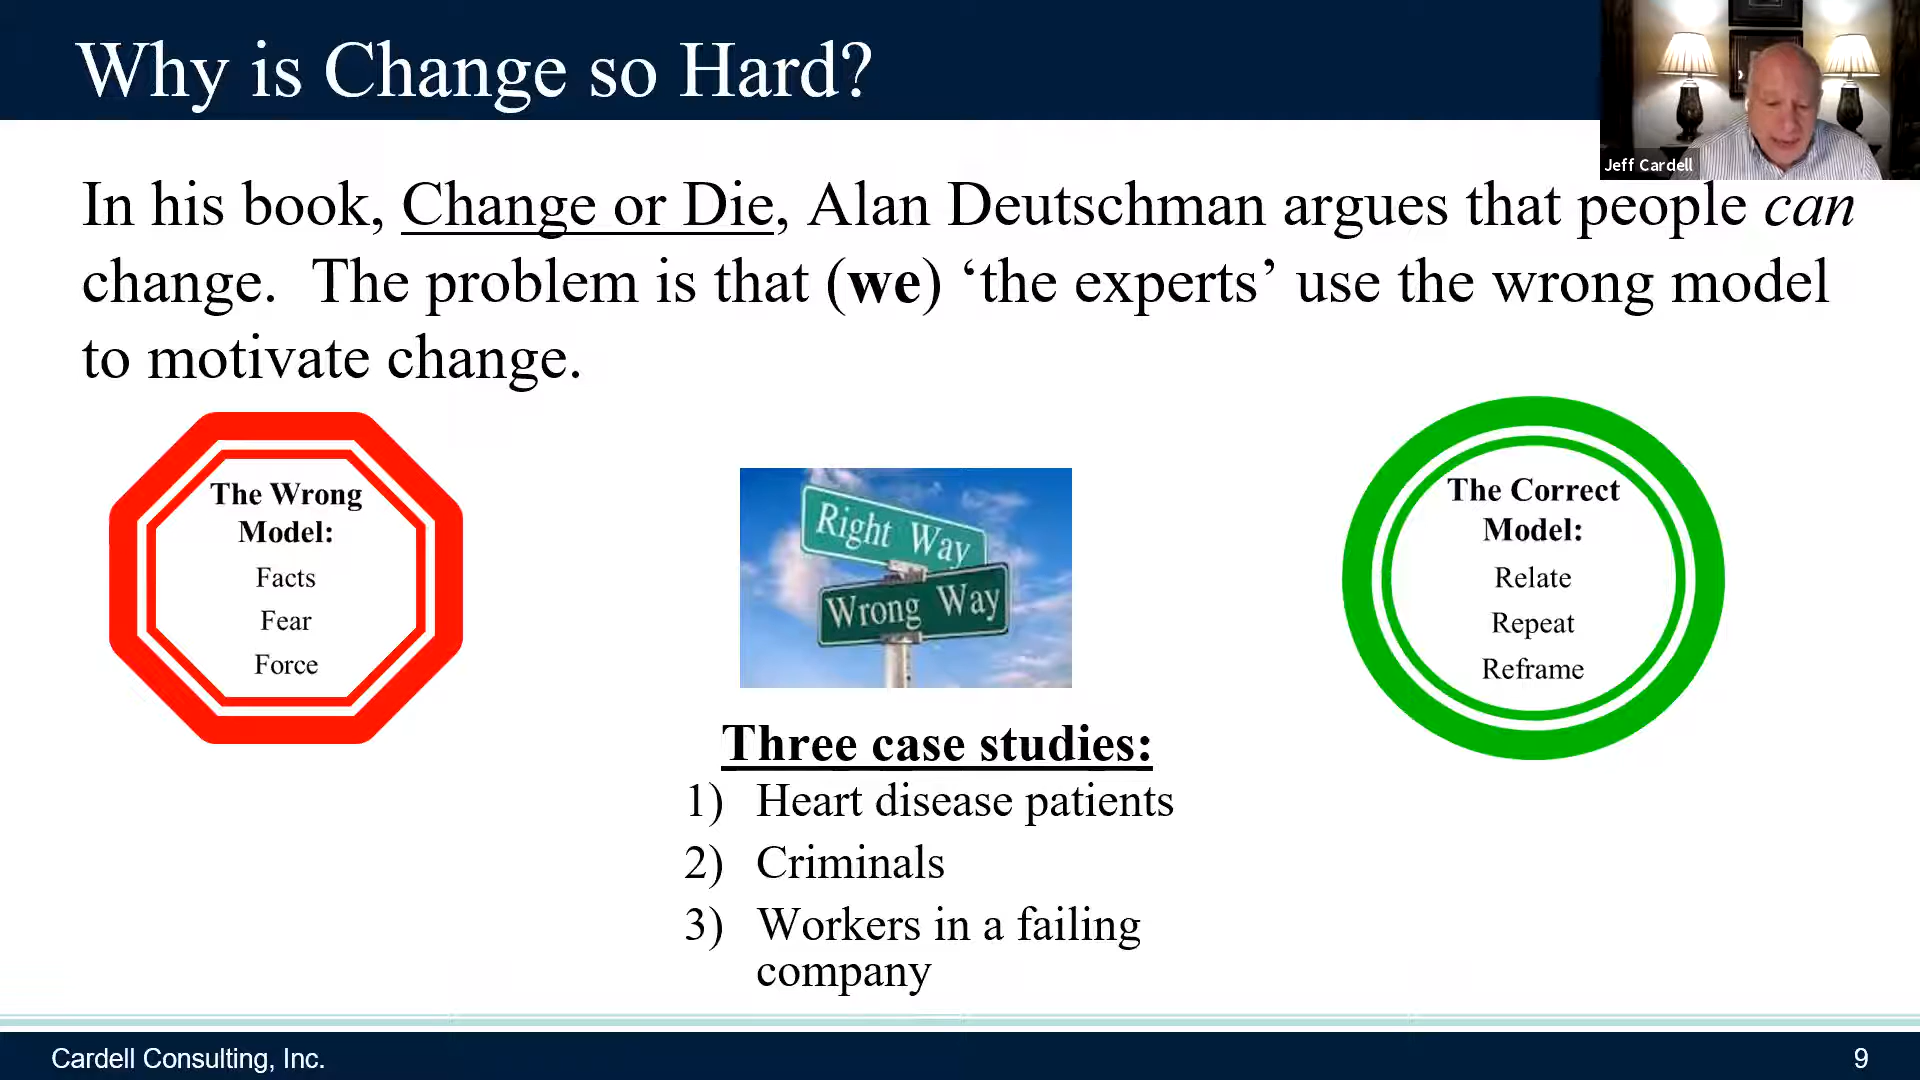 Why is Change so Hard?
Jeff Cardell
In his book, Change or Die, Alan Deutschman argues that people can
change.  The problem is that (we) ‘the experts’ use the wrong model
to motivate change.
The Wrong
Model:
Facts
Fear
Force
Right Way
Wrong Way
The Correct
Model:
Relate
Repeat
Reframe
Three case studies:
1) Heart disease patients
2) Criminals
3) Workers in a failing
company
Cardell Consulting, Inc.
9